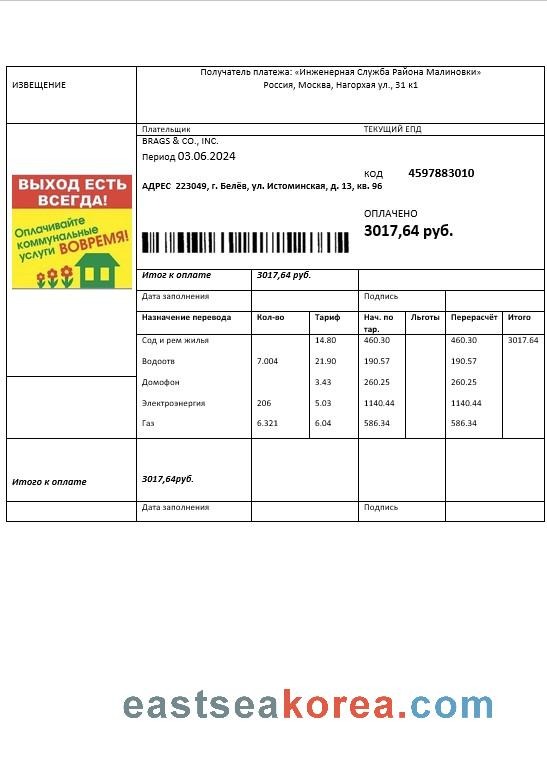 ИЗВЕЩЕНИЕ
Получатель платежа: «Инженерная Служба Района Малиновки»
Россия, Москва, Нагорхая ул., 31 к1
Плательщик ТЕКУЩИЙ ЕПД
BRAGS & CO., INC.
Период 03.06.2024
КОД 4597883010
АДРЕС 223049, г. Белёв, ул. Истоминская, д. 13, кв. 96
ВЫХОД ЕСТЬ
ВСЕГДА!
Оплачивайте
коммунальные
услуги ВОВРЕМЯ!
ОПЛАЧЕНО
3017,64 руб.
Итог к оплате 3017,64 руб.
Дата заполнения Подпись
Назначение перевода Кол-во Тариф Нач. по тар. Льготы Перерасчёт Итого
Сод и рем жилья 14.80 460.30 460.30 3017.64
Водоотв 7.004 21.90 190.57 190.57
Домофон 3.43 260.25 260.25
Электроэнергия 206 5.03 1140.44 1140.44
Газ 6.321 6.04 586.34 586.34
Итого к оплате 3017,64руб.
Дата заполнения Подпись
eastseakorea.com